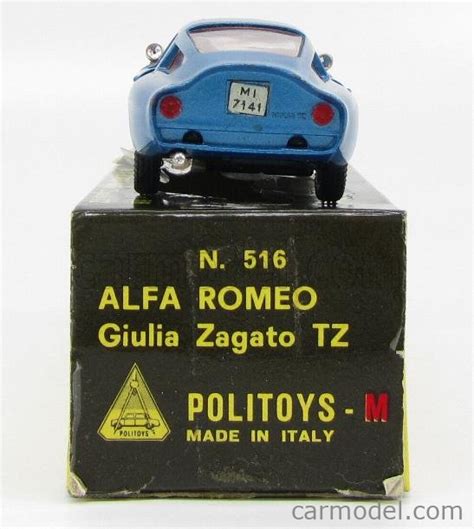 MI
7141
N. 516
ALFA ROMEO
Giulia Zagato TZ
POLITOYS
POLITOYS - M
MADE IN ITALY
carmodel.com